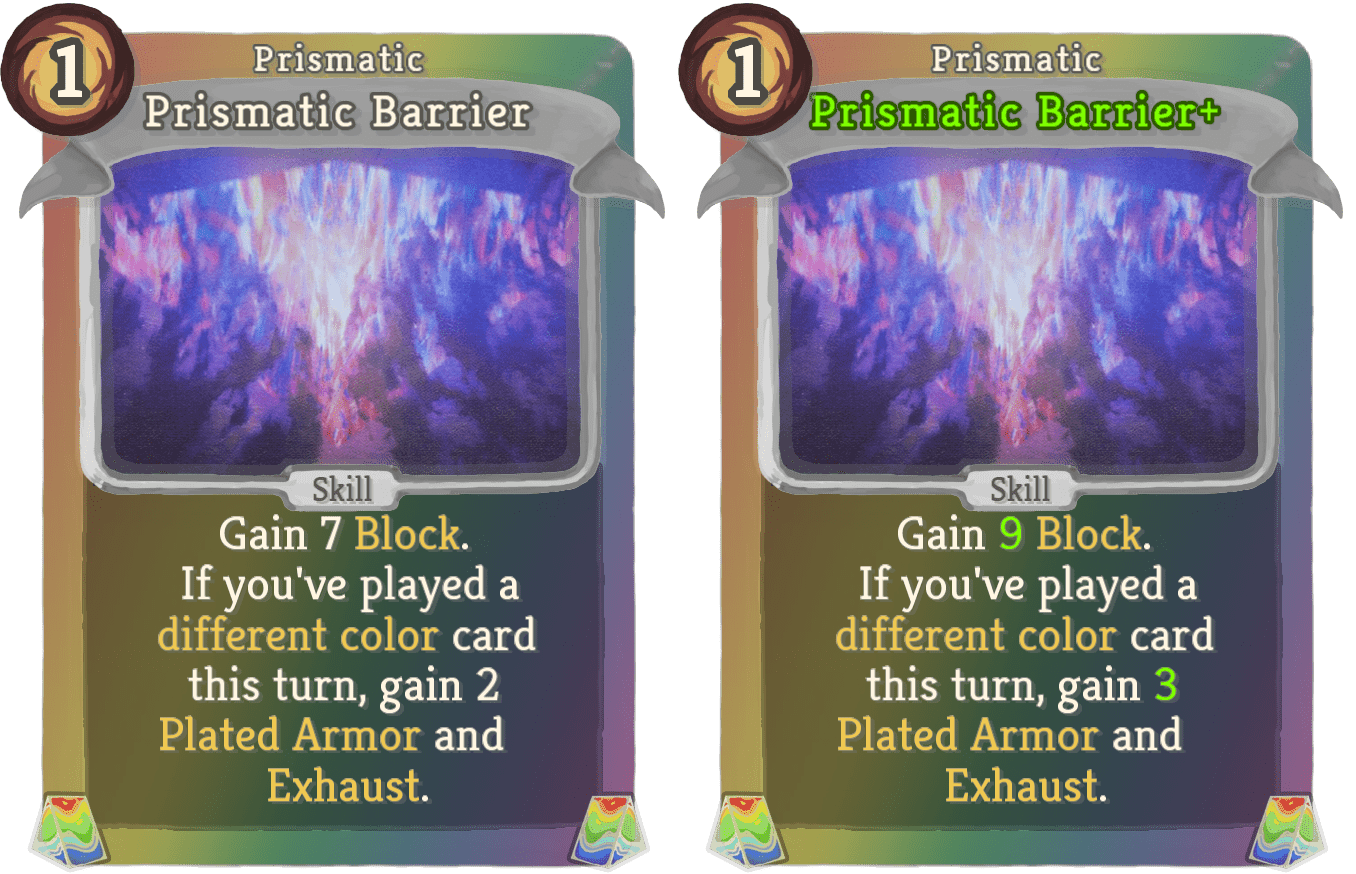 1
Prismatic
Prismatic Barrier
Skill
Gain 7 Block.
If you've played a
different color card
this turn, gain 2
Plated Armor and
Exhaust.
1
Prismatic
Prismatic Barrier+
Skill
Gain 9 Block.
If you've played a
different color card
this turn, gain 3
Plated Armor and
Exhaust.